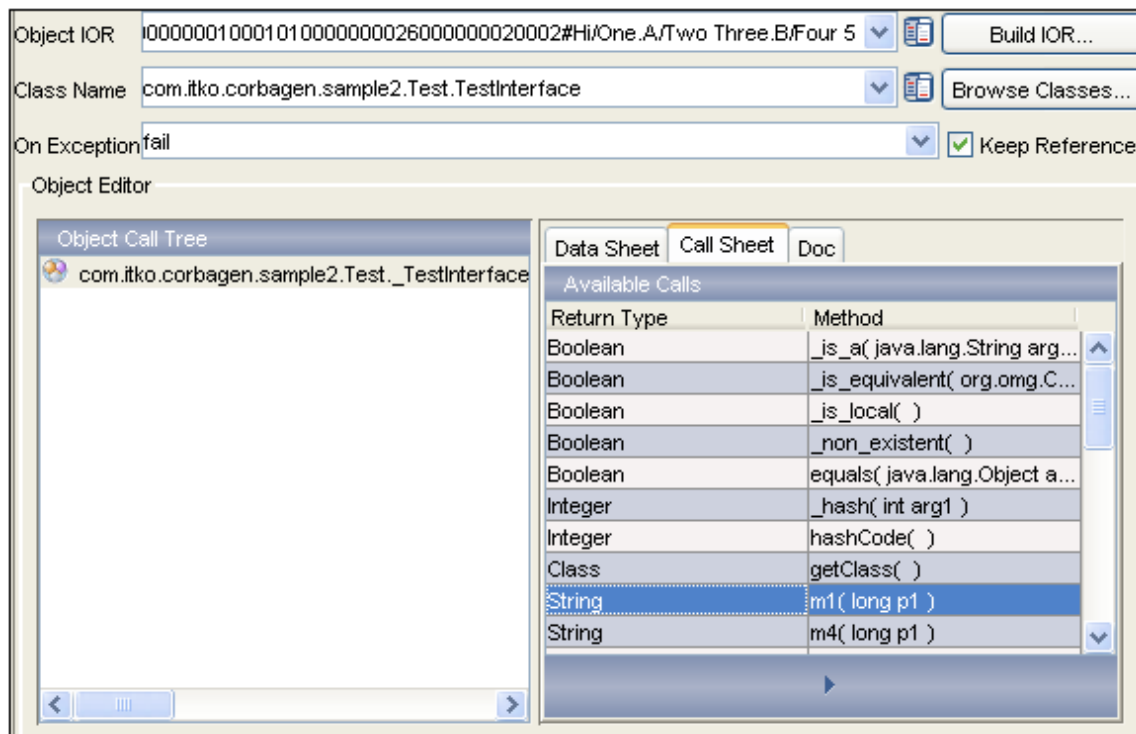 Object IOR 0000000100010100000000260000000020002#Hi/One.A/Two Three.B/Four 5 Build IOR...
Class Name com.itko.corbagen.sample2.Test.TestInterface Browse Classes...
On Exception fail Keep Reference
Object Editor
Object Call Tree
com.itko.corbagen.sample2.Test._TestInterface
Data Sheet Call Sheet Doc
Available Calls
Return Type Method
Boolean _is_a( java.lang.String arg...
Boolean _is_equivalent( org.omg.C...
Boolean _is_local( )
Boolean _non_existent( )
Boolean equals( java.lang.Object a...
Integer _hash( int arg1 )
Integer hashCode( )
Class getClass( )
String m1( long p1 )
String m4( long p1 )